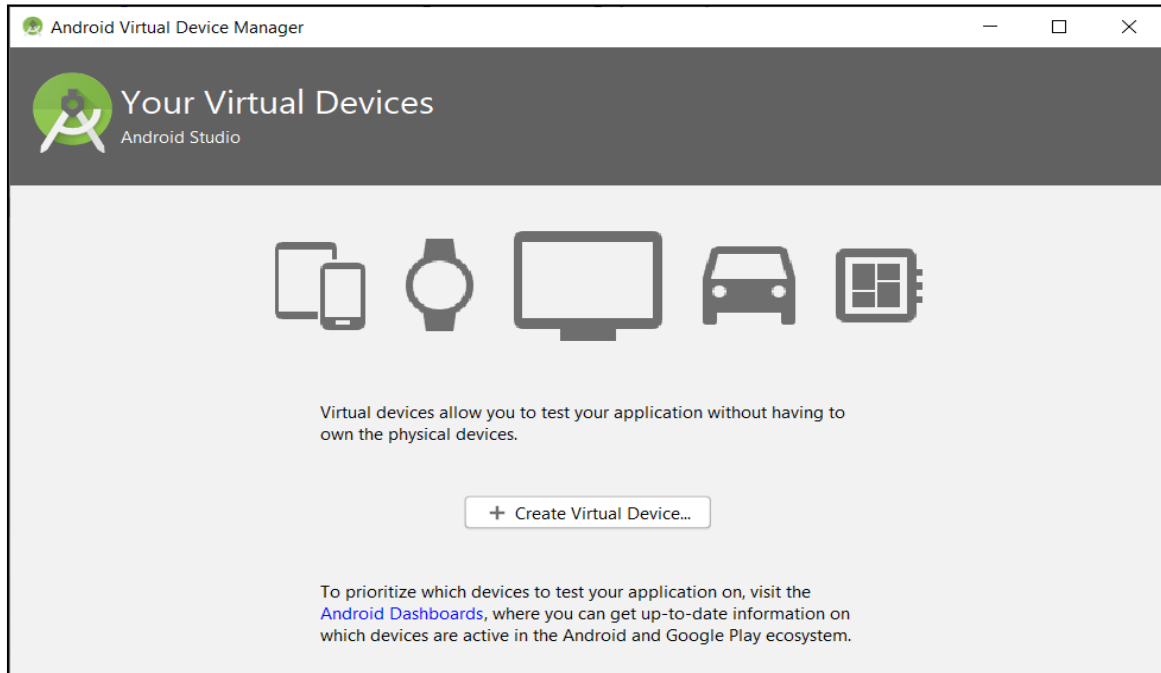 Android Virtual Device Manager
Your Virtual Devices
Android Studio
Virtual devices allow you to test your application without having to
own the physical devices.
+ Create Virtual Device...
To prioritize which devices to test your application on, visit the
Android Dashboards, where you can get up-to-date information on
which devices are active in the Android and Google Play ecosystem.